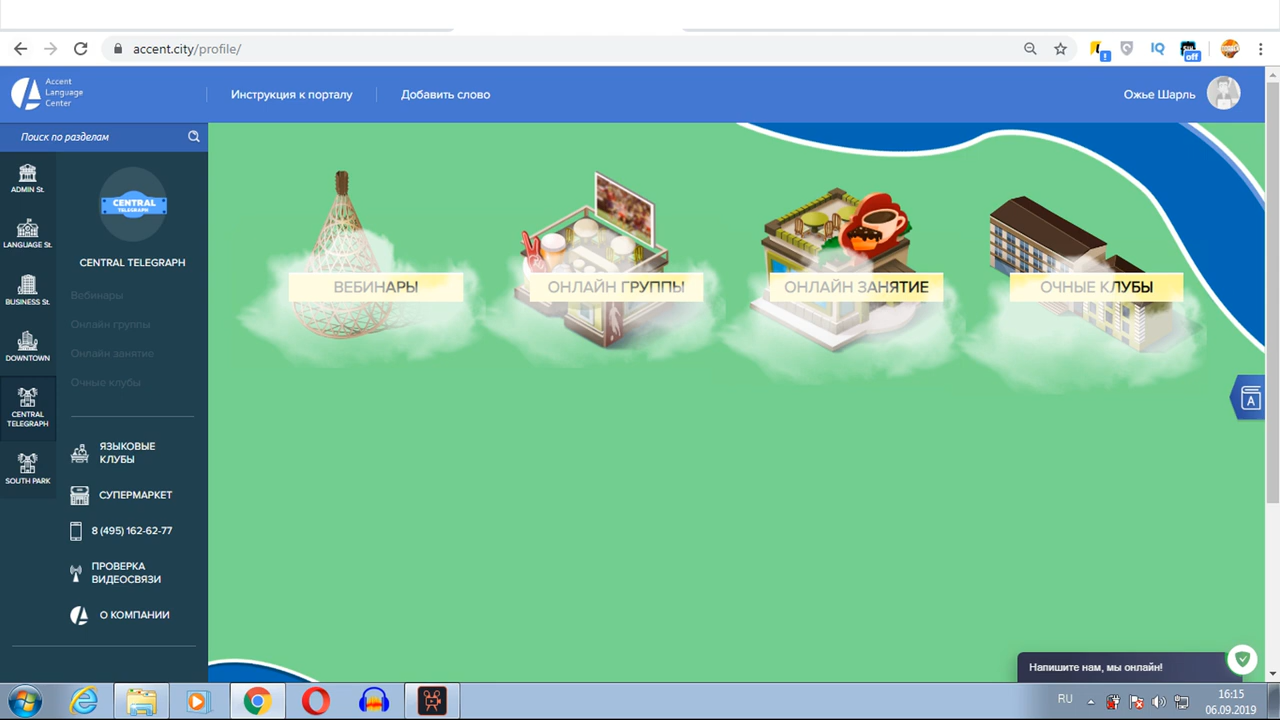 accent.city/profile/
IQ
off
Accent
Language
Center
Инструкция к порталу
Добавить слово
Ожье Шарль
Поиск по разделам
ADMIN St.
LANGUAGE St.
BUSINESS St.
DOWNTOWN
CENTRAL
TELEGRAPH
SOUTH PARK
CENTRAL
TELEGRAPH
CENTRAL TELEGRAPH
Вебинары
Онлайн группы
Онлайн занятие
Очные клубы
ЯЗЫКОВЫЕ
КЛУБЫ
СУПЕРМАРКЕТ
8 (495) 162-62-77
ПРОВЕРКА
ВИДЕОСВЯЗИ
О КОМПАНИИ
ВЕБИНАРЫ
ОНЛАЙН ГРУППЫ
ОНЛАЙН ЗАНЯТИЕ
ОЧНЫЕ КЛУБЫ
A
Напишите нам, мы онлайн!
RU
16:15
06.09.2019